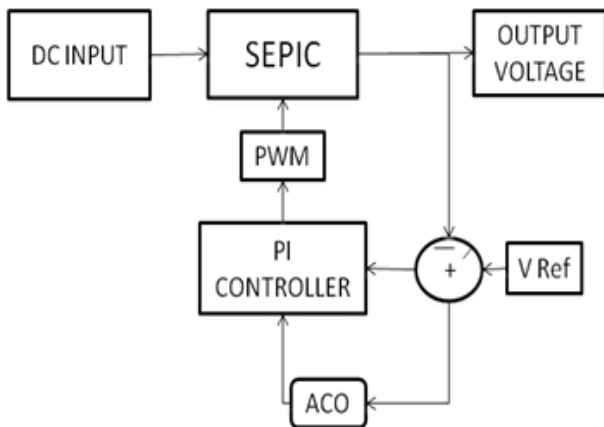 DC INPUT
SEPIC
OUTPUT
VOLTAGE
PWM
PI
CONTROLLER
—
+
V Ref
ACO